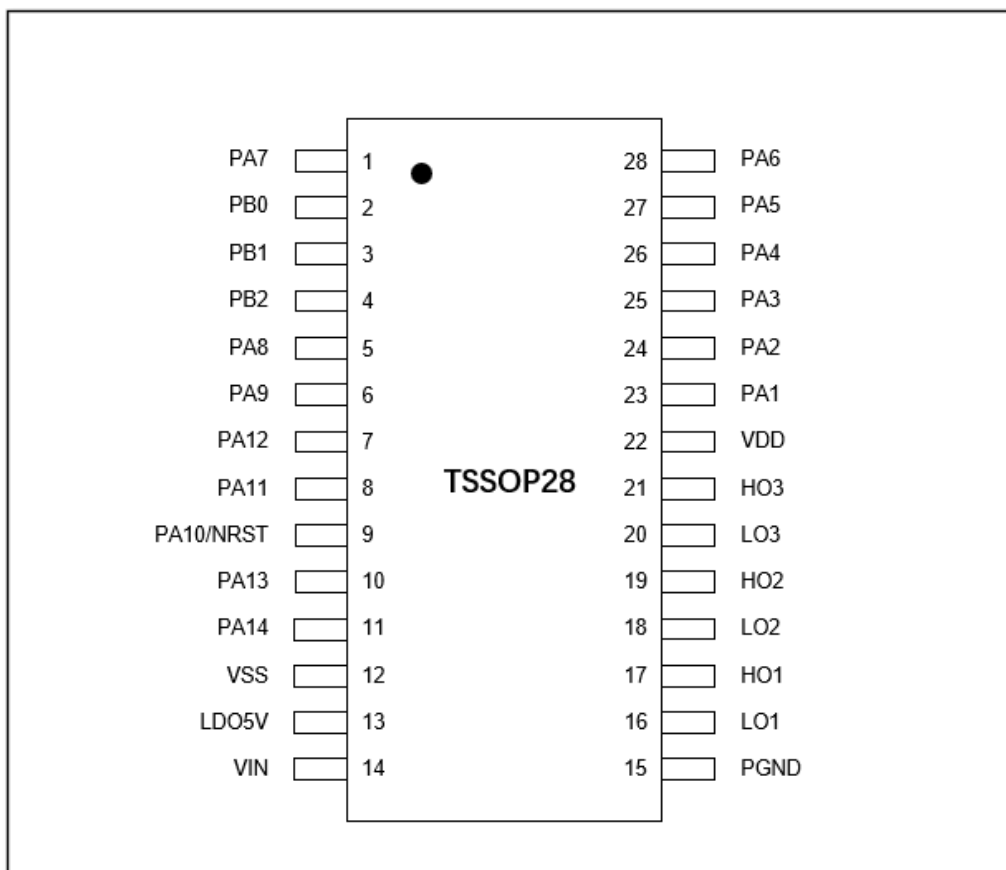 PA7 1 28 PA6
PB0 2 27 PA5
PB1 3 26 PA4
PB2 4 25 PA3
PA8 5 24 PA2
PA9 6 23 PA1
PA12 7 22 VDD
TSSOP28
PA11 8 21 HO3
PA10/NRST 9 20 LO3
PA13 10 19 HO2
PA14 11 18 LO2
VSS 12 17 HO1
LDO5V 13 16 LO1
VIN 14 15 PGND